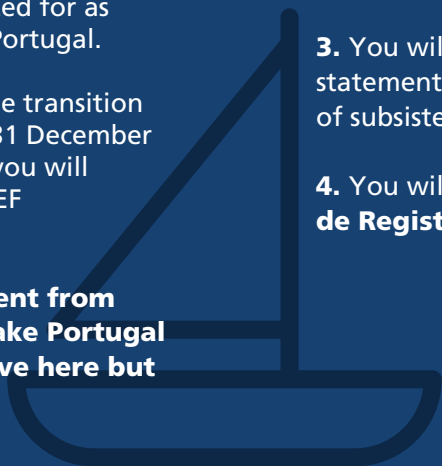 ed for as
Portugal.
e transition
31 December
you will
EF
ent from
ake Portugal
ve here but
3. You wil
statement
of subsiste
4. You wil
de Regist